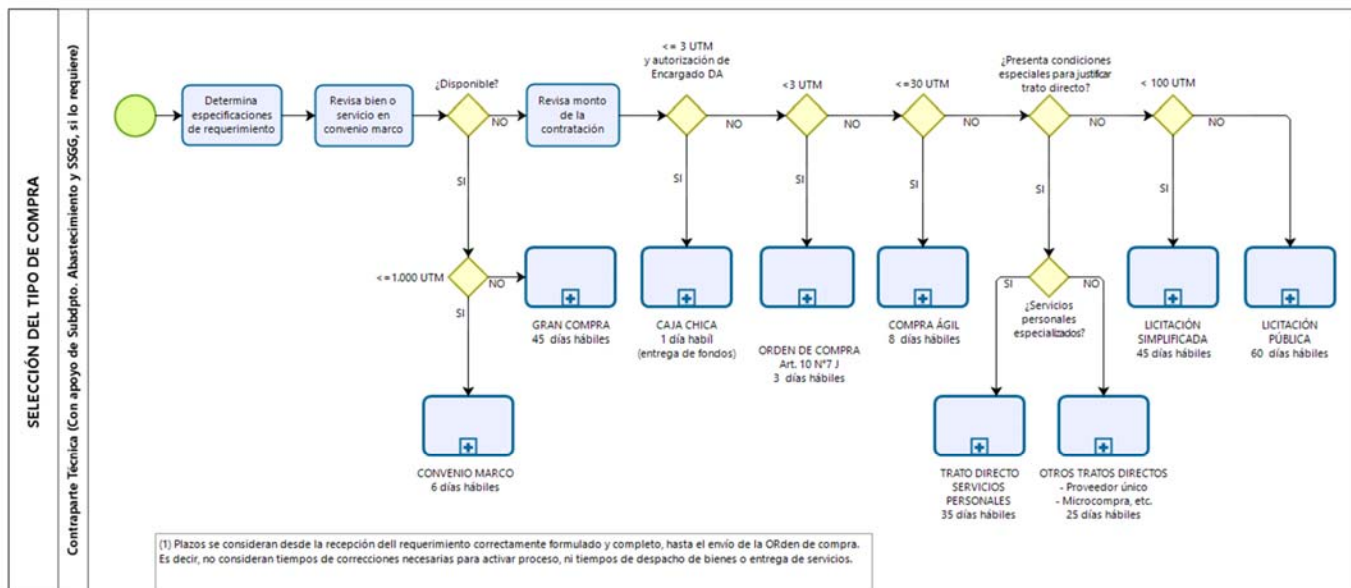 SELECCIÓN DEL TIPO DE COMPRA
Contraparte Técnica (Con apoyo de Subdpto. Abastecimiento y SSGG, si lo requiere)
Determina
especificaciones
de requerimiento
Revisa bien o
servicio en
convenio marco
¿Disponible?
NO
SI
Revisa monto
de la
contratación
<= 3 UTM
y autorización de
Encargado DA
NO
SI
<3 UTM
NO
SI
<=30 UTM
NO
SI
¿Presenta condiciones
especiales para justificar
trato directo?
NO
SI
< 100 UTM
NO
SI
<=1.000 UTM
NO
SI
GRAN COMPRA
45 días hábiles
CAJA CHICA
1 día habíl
(entrega de fondos)
ORDEN DE COMPRA
Art. 10 N°7 J
3 días hábiles
COMPRA ÁGIL
8 días hábiles
SI
NO
¿Servicios
personales
especializados?
LICITACIÓN
SIMPLIFICADA
45 días hábiles
LICITACIÓN
PÚBLICA
60 días hábiles
CONVENIO MARCO
6 días hábiles
TRATO DIRECTO
SERVICIOS
PERSONALES
35 días hábiles
OTROS TRATOS DIRECTOS
- Proveedor único
- Microcompra, etc.
25 días hábiles
(1) Plazos se consideran desde la recepción dell requerimiento correctamente formulado y completo, hasta el envío de la ORden de compra.
Es decir, no consideran tiempos de correcciones necesarias para activar proceso, ni tiempos de despacho de bienes o entrega de servicios.